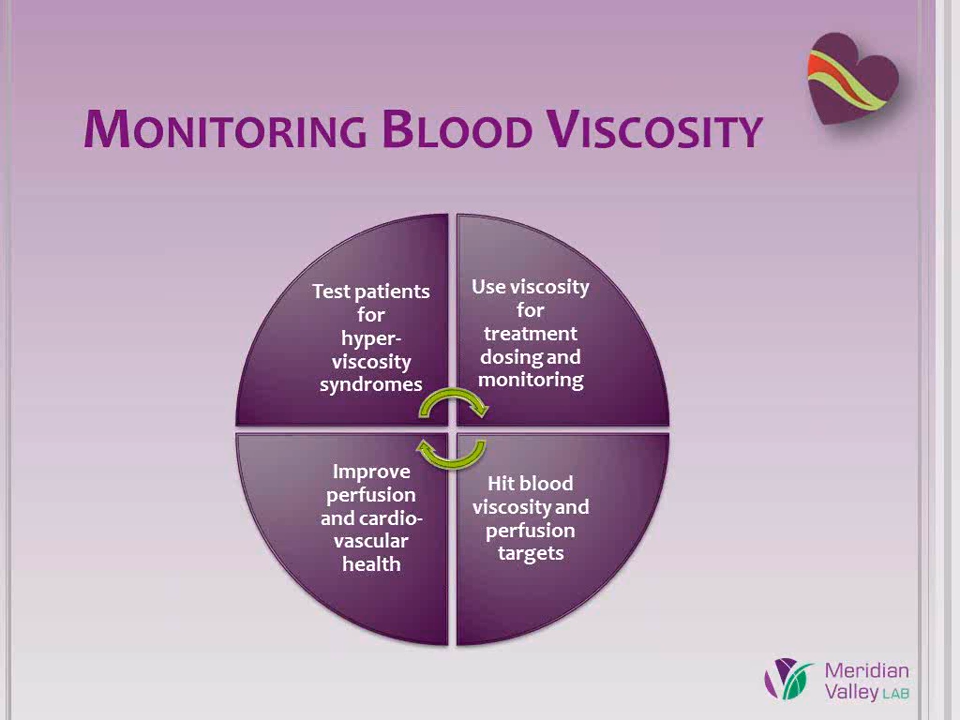 MONITORING BLOOD VISCOSITY
Test patients
for
hyper-
viscosity
syndromes
Use viscosity
for
treatment
dosing and
monitoring
Improve
perfusion
and cardio-
vascular
health
Hit blood
viscosity and
perfusion
targets
Meridian
Valley LAB